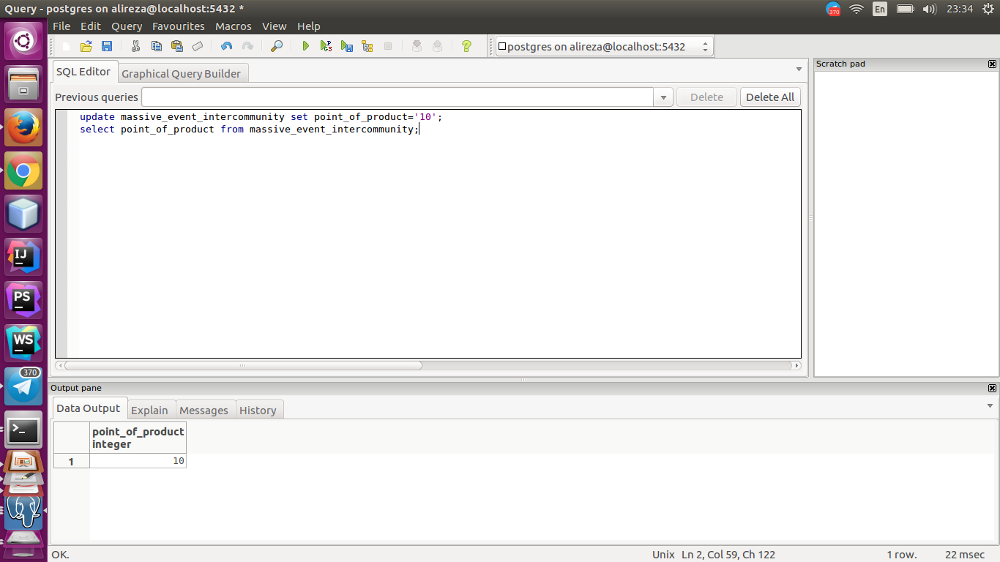 Query - postgres on alireza@localhost:5432 *
370
En
23:34
File Edit Query Favourites Macros View Help
postgres on alireza@localhost:5432
SQL Editor
Graphical Query Builder
Scratch pad
Previous queries
Delete
Delete All
update massive_event_intercommunity set point_of_product='10';
select point_of_product from massive_event_intercommunity;
IJ
PS
WS
370
Output pane
Data Output Explain Messages History
point_of_product
integer
1 10
OK.
Unix Ln 2, Col 59, Ch 122 1 row. 22 msec